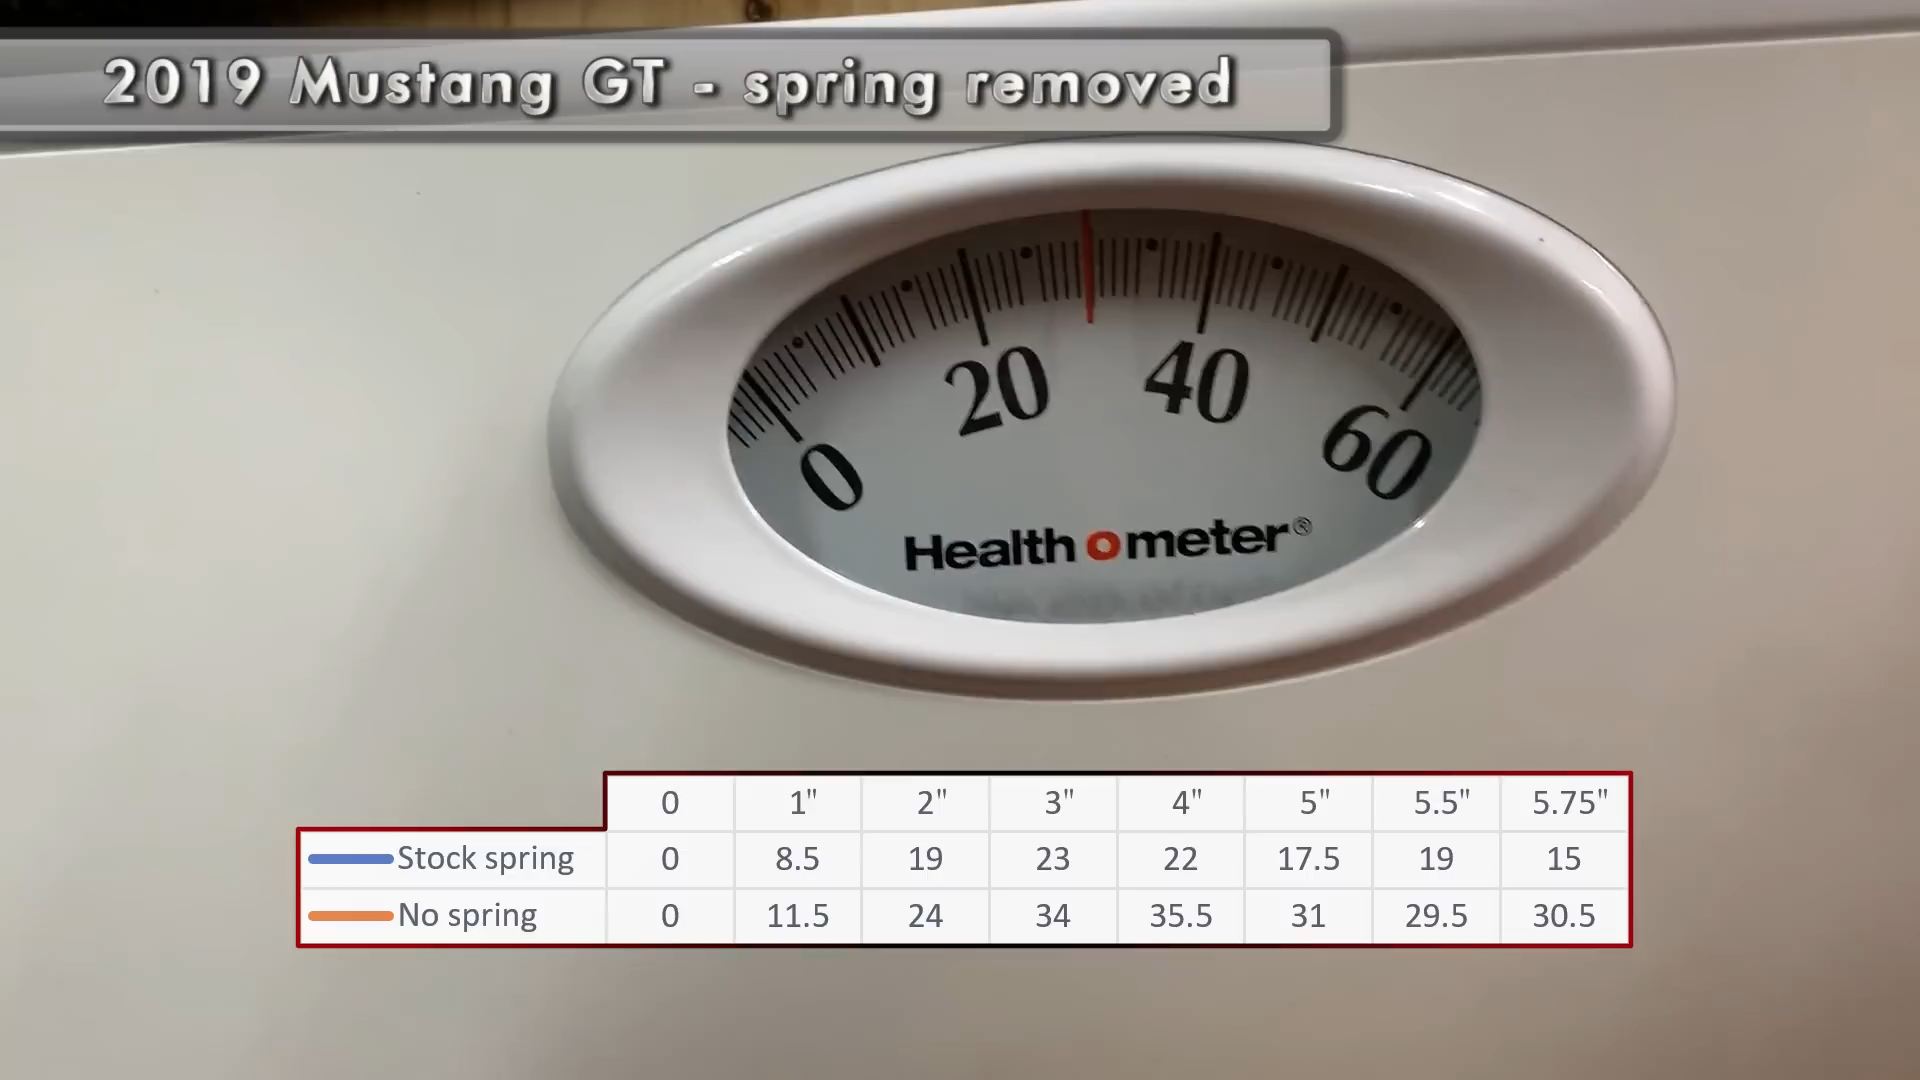 2019 Mustang GT - spring removed
0 20 40 60
Health o meter®
0 1" 2" 3" 4" 5" 5.5" 5.75"
Stock spring 0 8.5 19 23 22 17.5 19 15
No spring 0 11.5 24 34 35.5 31 29.5 30.5